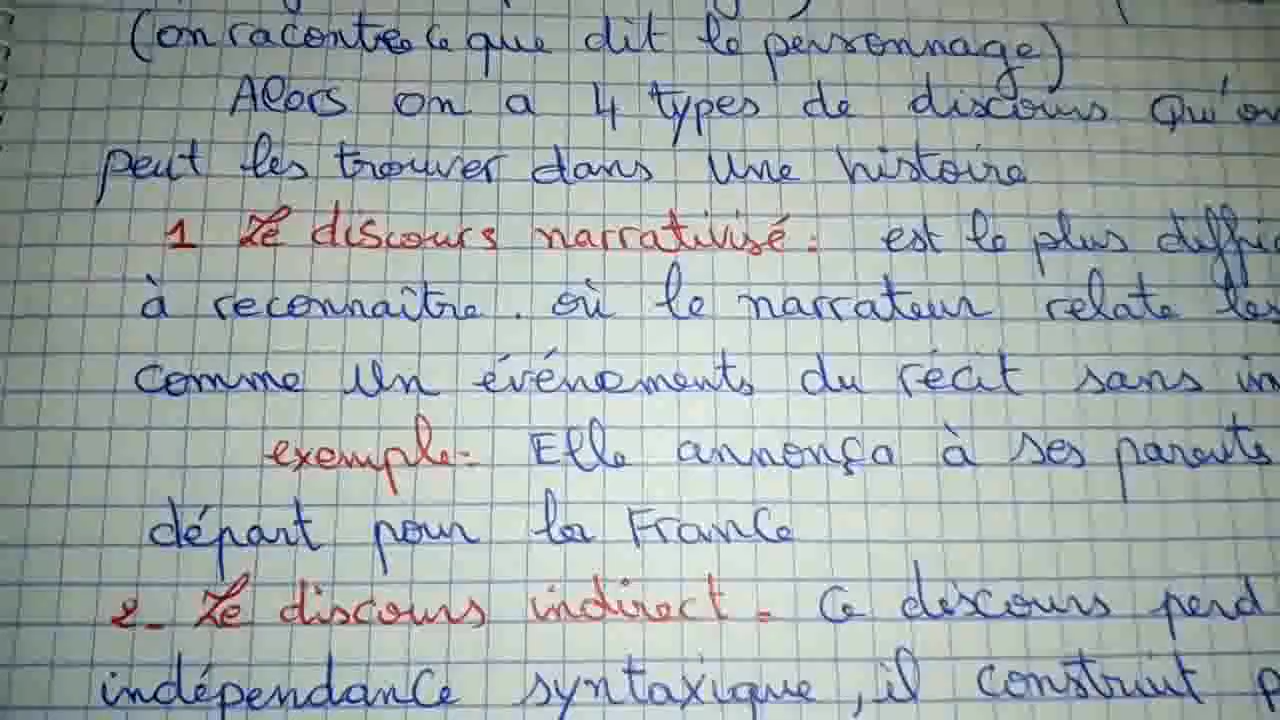 (on raconte ce que dit le personnage)
Alors on a 4 types de discours Qu'on
peut les trouver dans une histoire
1 Le discours narrativisé : est le plus diffic
à reconnaître. où le narrateur relate les
comme un événements du récit sans in
exemple : Elle annonça à ses parents
départ pour la France
2- Le discours indirect : Ce discours perd
indépendance syntaxique, il construit p